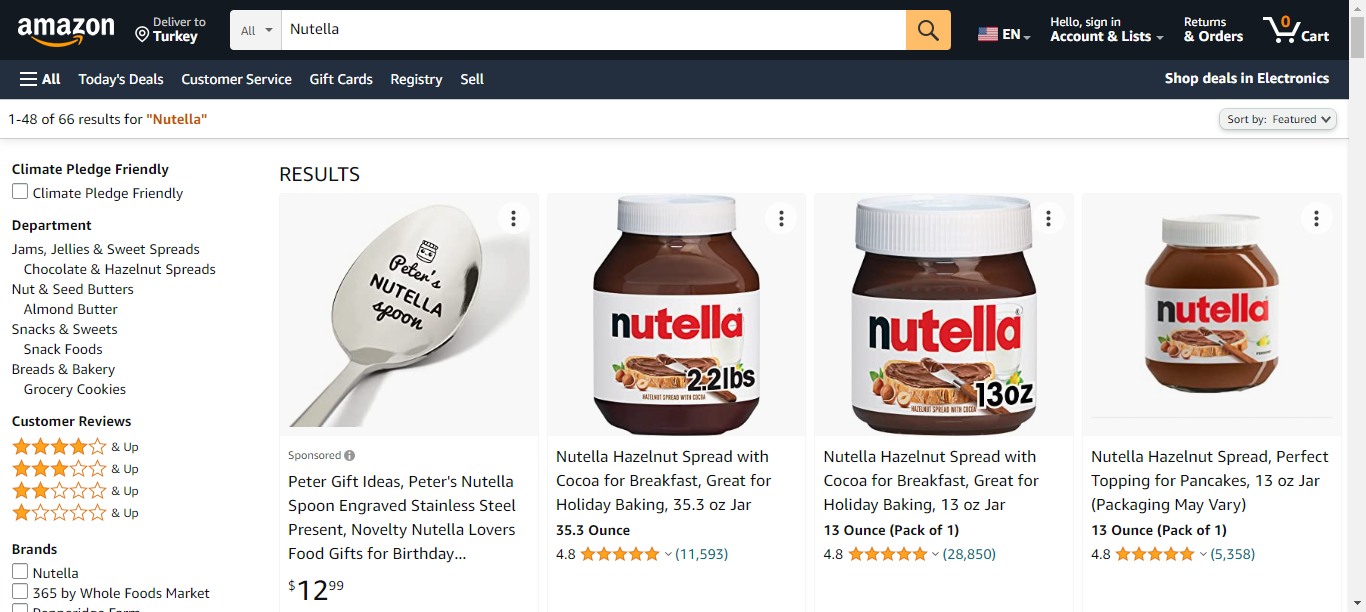 amazon
Deliver to
Turkey
All
Nutella
EN
Hello, sign in
Account & Lists
Returns
& Orders
0
Cart
All
Today's Deals
Customer Service
Gift Cards
Registry
Sell
Shop deals in Electronics
1-48 of 66 results for "Nutella"
Sort by: Featured
Climate Pledge Friendly
Climate Pledge Friendly
Department
Jams, Jellies & Sweet Spreads
Chocolate & Hazelnut Spreads
Nut & Seed Butters
Almond Butter
Snacks & Sweets
Snack Foods
Breads & Bakery
Grocery Cookies
Customer Reviews
& Up
& Up
& Up
& Up
Brands
Nutella
365 by Whole Foods Market
RESULTS
Peter's
NUTELLA
spoon
Sponsored
Peter Gift Ideas, Peter's Nutella
Spoon Engraved Stainless Steel
Present, Novelty Nutella Lovers
Food Gifts for Birthday...
$1299
nutella
2.2lbs
HAZELNUT SPREAD WITH COCOA
Nutella Hazelnut Spread with
Cocoa for Breakfast, Great for
Holiday Baking, 35.3 oz Jar
35.3 Ounce
4.8 (11,593)
nutella
13oz
HAZELNUT SPREAD WITH COCOA
Nutella Hazelnut Spread with
Cocoa for Breakfast, Great for
Holiday Baking, 13 oz Jar
13 Ounce (Pack of 1)
4.8 (28,850)
nutella
Nutella Hazelnut Spread, Perfect
Topping for Pancakes, 13 oz Jar
(Packaging May Vary)
13 Ounce (Pack of 1)
4.8 (5,358)